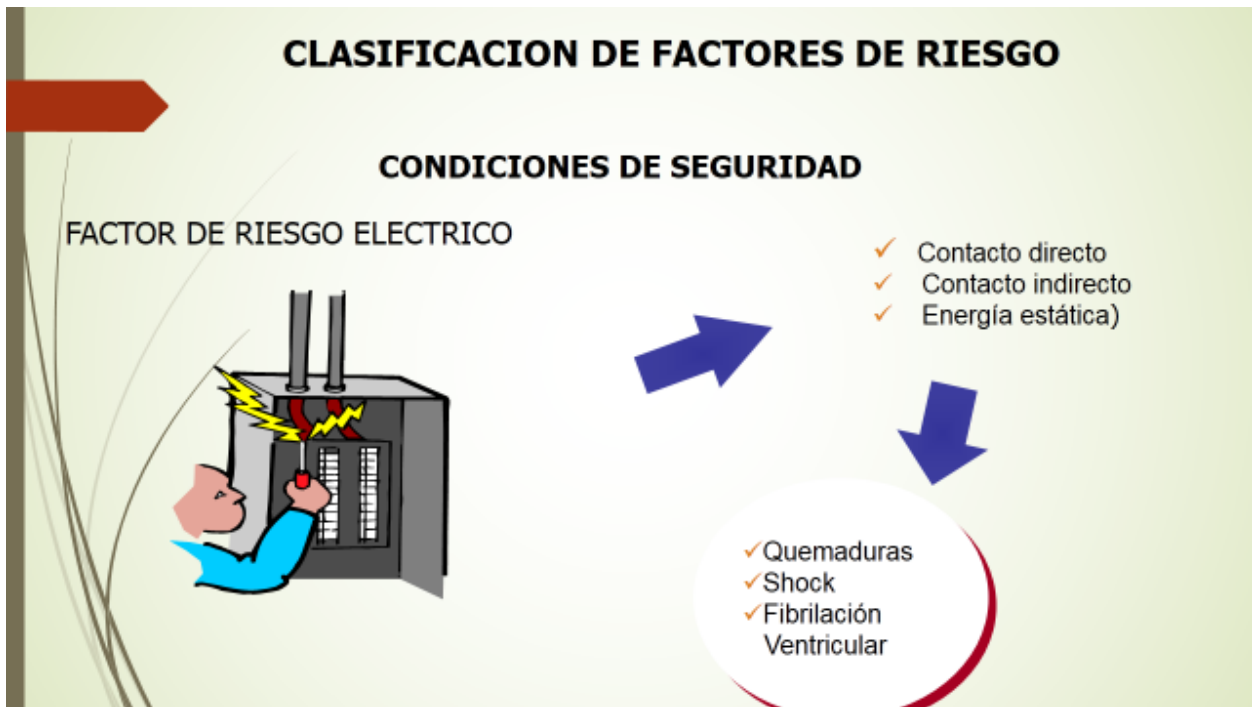 CLASIFICACION DE FACTORES DE RIESGO
CONDICIONES DE SEGURIDAD
FACTOR DE RIESGO ELECTRICO
✓ Contacto directo
✓ Contacto indirecto
✓ Energía estática)
✓Quemaduras
✓Shock
✓Fibrilación
Ventricular